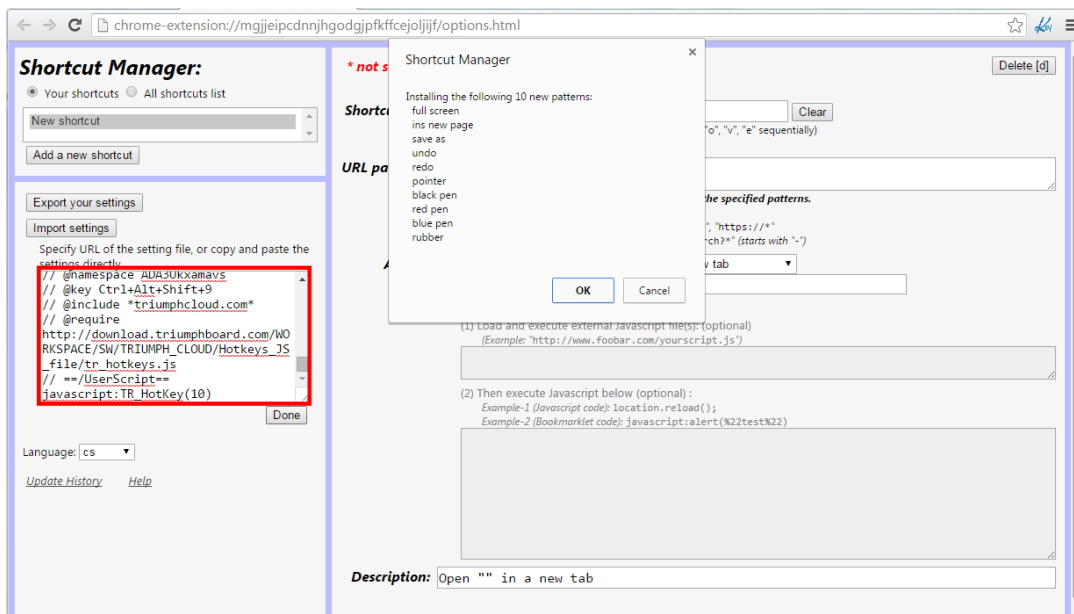 chrome-extension://mgjjeipcdnnjhgodgjpfkffcejoljijf/options.html
Shortcut Manager:
Your shortcuts All shortcuts list
New shortcut
Add a new shortcut
Export your settings
Import settings
Specify URL of the setting file, or copy and paste the
settings directly
// @namespace ADA3Ukxamavs
// @key Ctrl+Alt+Shift+9
// @include *triumphcloud.com*
// @require
http://download.triumphboard.com/WO
RKSPACE/SW/TRIUMPH_CLOUD/Hotkeys_JS
_file/tr_hotkeys.js
// ==/UserScript==
javascript:TR_HotKey(10)
Done
Language: cs
Update History Help
Shortcut Manager
Installing the following 10 new patterns:
full screen
ins new page
save as
undo
redo
pointer
black pen
red pen
blue pen
rubber
OK Cancel
* not s
Delete [d]
Clear
"o", "v", "e" sequentially)
URL pa
the specified patterns.
", "https://*"
ch?*" (starts with "-")
tab
(1) Load and execute external Javascript file(s): (optional)
(Example: "http://www.foobar.com/yourscript.js")
(2) Then execute Javascript below (optional) :
Example-1 (Javascript code): location.reload();
Example-2 (Bookmarklet code): javascript:alert(%22test%22)
Description: Open "" in a new tab